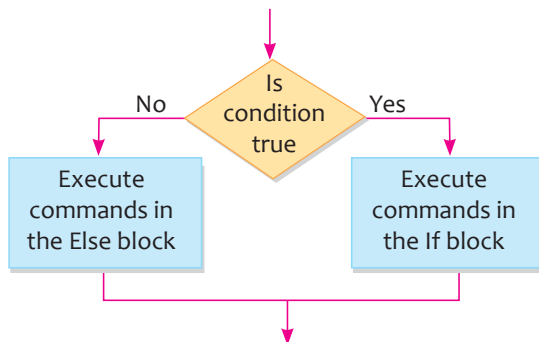 Is
condition
true
No
Yes
Execute
commands in
the Else block
Execute
commands in
the If block